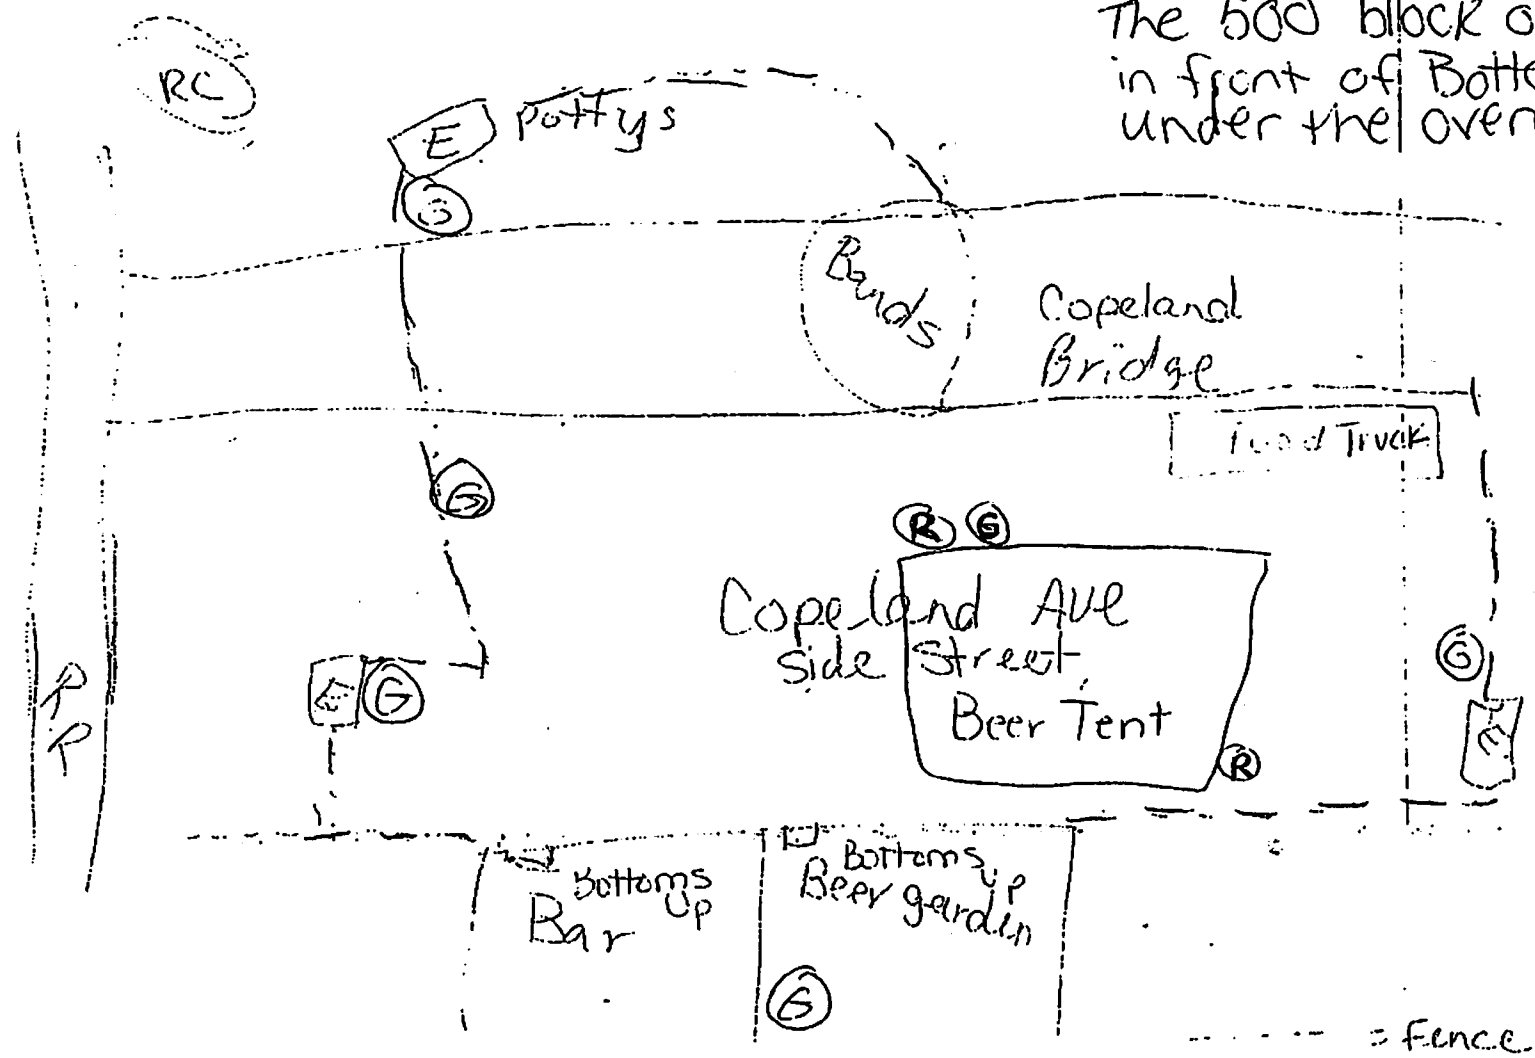 The 500 block o
in front of Botto
under the over
RC
E
pottys
G
Bands
Copeland
Bridge
Food Truck
G
R G
Copeland Ave
side Street
Beer Tent
G
E
R
E G
R
R
Bottoms
Up
Bar
Bottoms
Up
Beer garden
G
= Fence